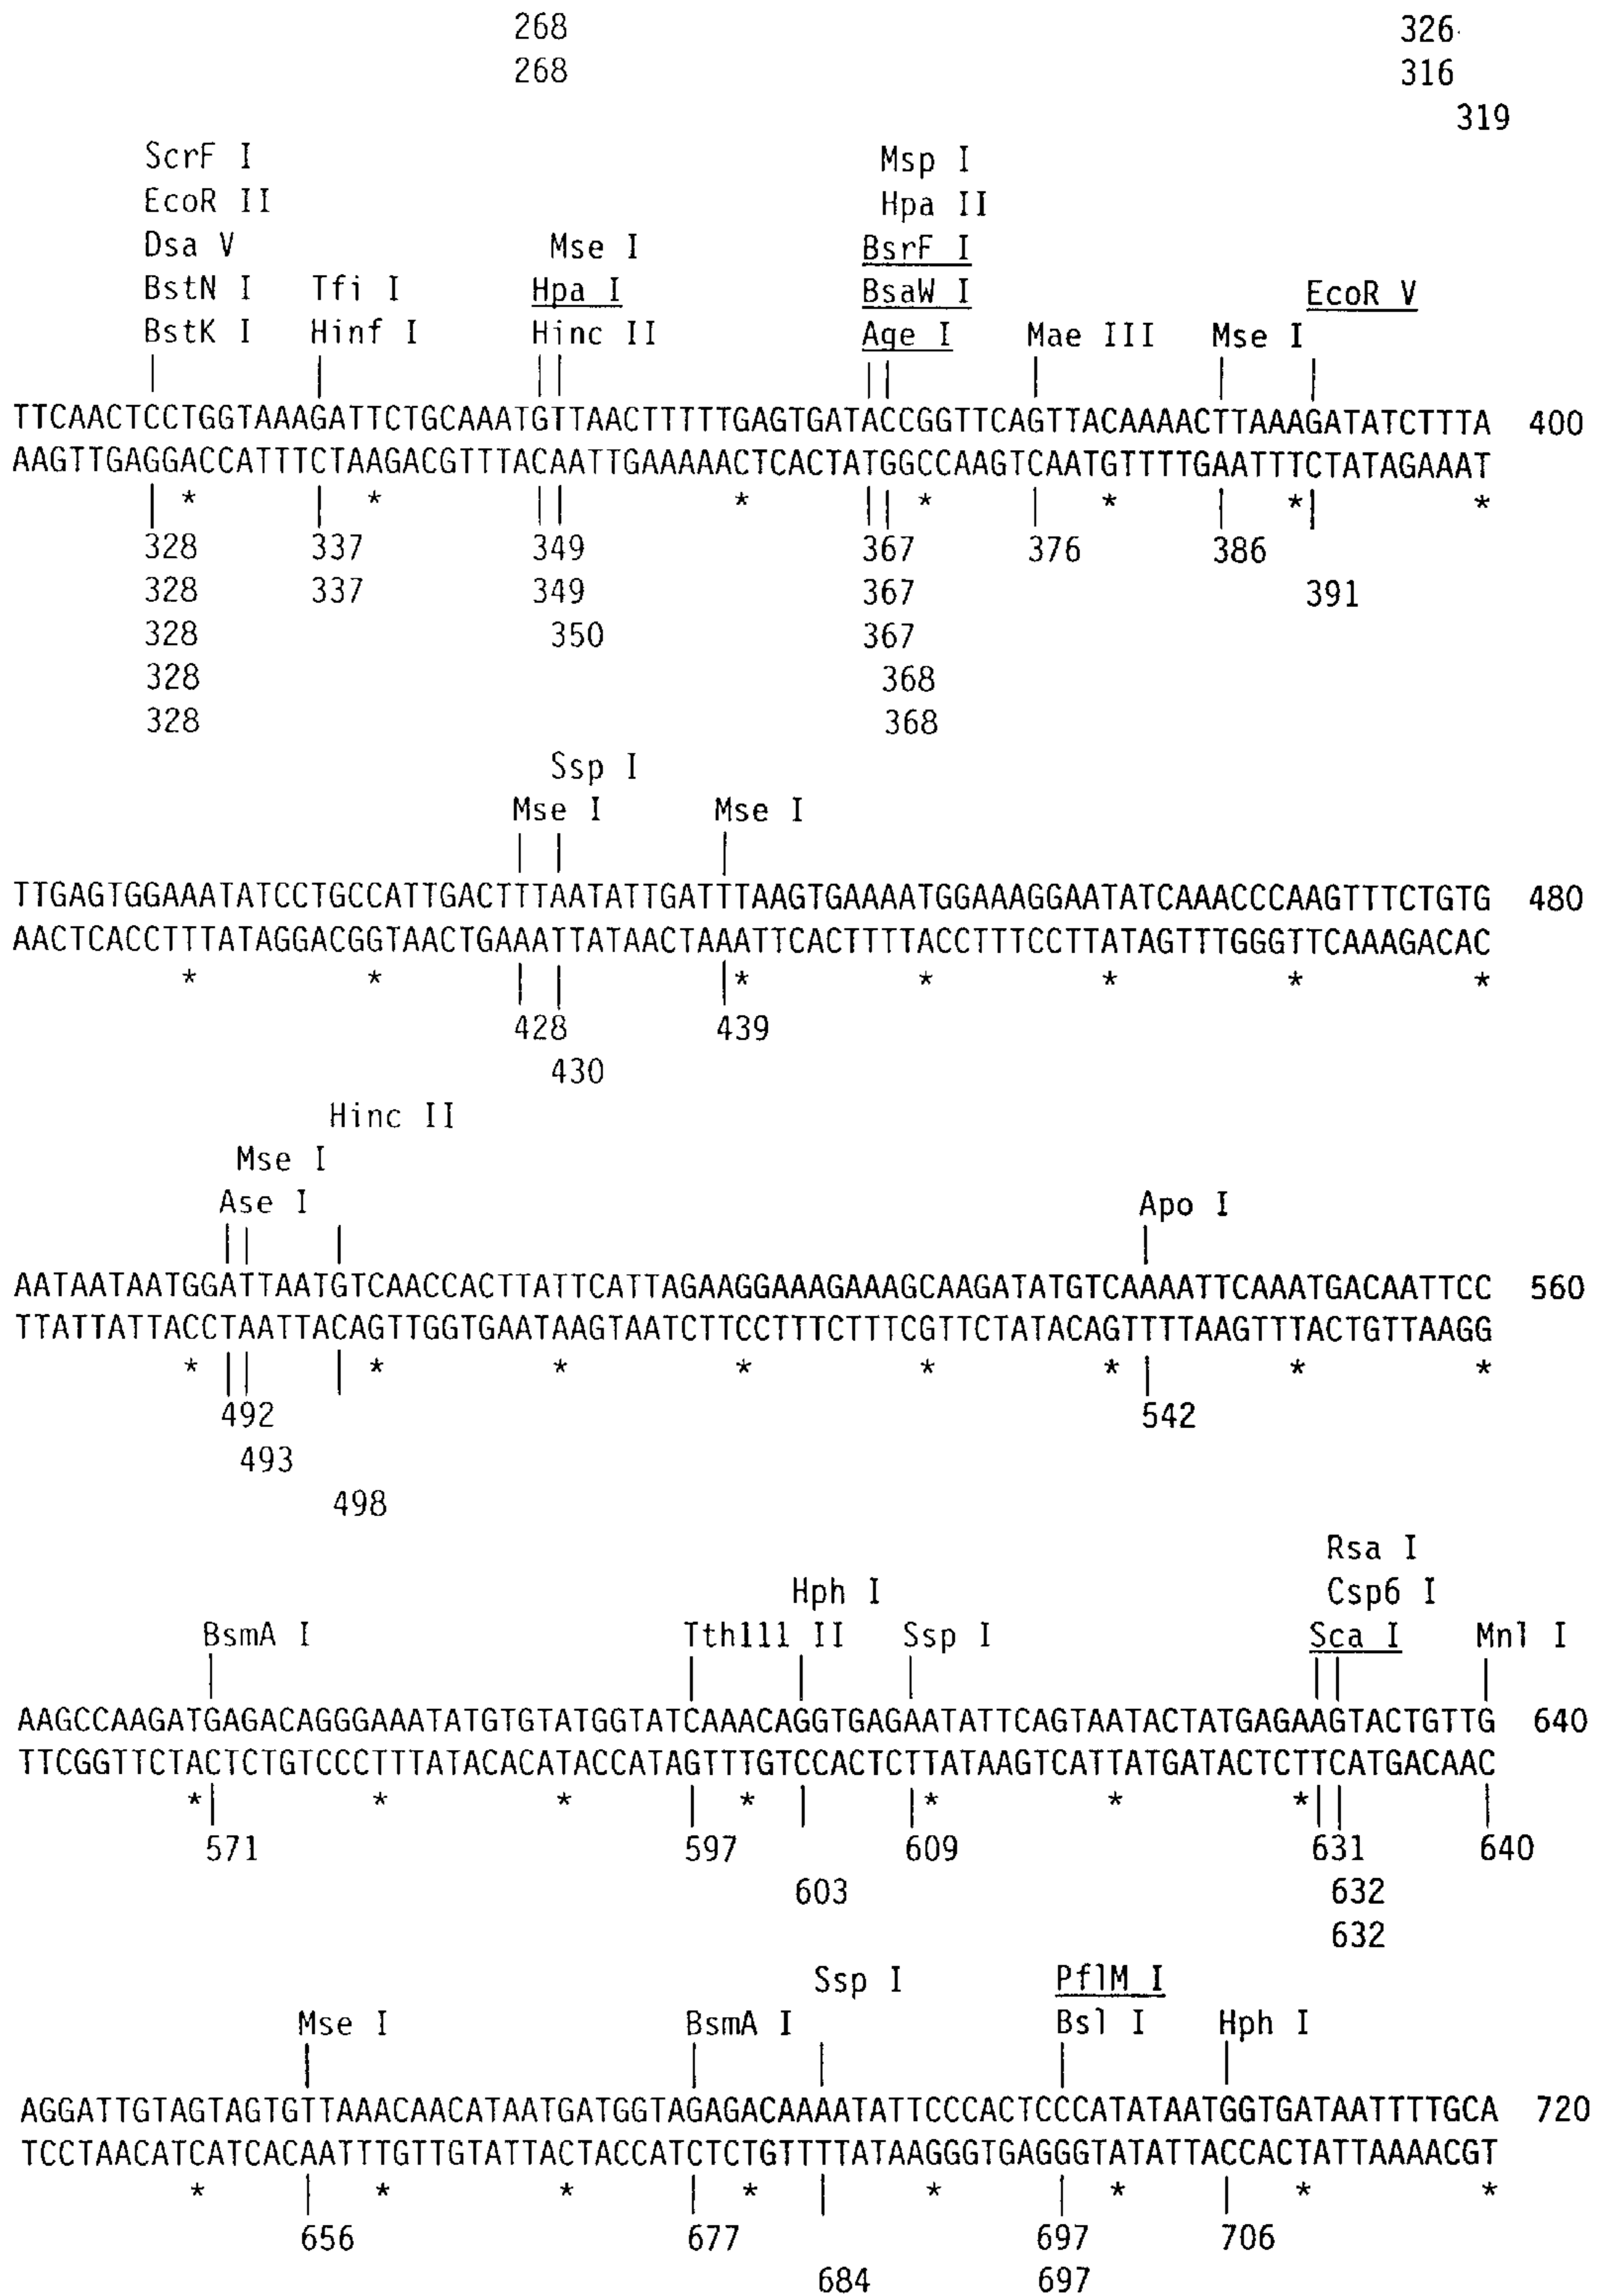 268 326
268 316
319
ScrF I Msp I
EcoR II Hpa II
Dsa V Mse I BsrF I
BstN I Tfi I Hpa I BsaW I EcoR V
BstK I Hinf I Hinc II Age I Mae III Mse I
TTCAACTCCTGGTAAAGATTCTGCAAATGTTAACTTTTTGAGTGATACCGGTTCAGTTACAAAACTTAAAGATATCTTTA 400
AAGTTGAGGACCATTTCTAAGACGTTTACAATTGAAAAACTCACTATGGCCAAGTCAATGTTTTGAATTTCTATAGAAAT
* * * * * * *
328 337 349 367 376 386
328 337 349 367 391
328 350 367
328 368
328 368
Ssp I
Mse I Mse I
TTGAGTGGAAATATCCTGCCATTGACTTTAATATTGATTTAAGTGAAAATGGAAAGGAATATCAAACCCAAGTTTCTGTG 480
AACTCACCTTTATAGGACGGTAACTGAAATTATAACTAAATTCACTTTTACCTTTCCTTATAGTTTGGGTTCAAAGACAC
* * * * * * *
428 439
430
Hinc II
Mse I
Ase I Apo I
AATAATAATGGATTAATGTCAACCACTTATTCATTAGAAGGAAAGAAAGCAAGATATGTCAAAATTCAAATGACAATTCC 560
TTATTATTACCTAATTACAGTTGGTGAATAAGTAATCTTCCTTTCTTTCGTTCTATACAGTTTTAAGTTTACTGTTAAGG
* * * * * * * *
492 542
493
498
Rsa I
Hph I Csp6 I
BsmA I Tth111 II Ssp I Sca I Mnl I
AAGCCAAGATGAGACAGGGAAATATGTGTATGGTATCAAACAGGTGAGAATATTCAGTAATACTATGAGAAGTACTGTTG 640
TTCGGTTCTACTCTGTCCCTTTATACACATACCATAGTTTGTCCACTCTTATAAGTCATTATGATACTCTTCATGACAAC
* * * * * * *
571 597 609 631 640
603 632
632
Ssp I PflM I
Mse I BsmA I Bsl I Hph I
AGGATTGTAGTAGTGTTAAACAACATAATGATGGTAGAGACAAAATATTCCCACTCCCATATAATGGTGATAATTTTGCA 720
TCCTAACATCATCACAATTTGTTGTATTACTACCATCTCTGTTTTATAAGGGTGAGGGTATATTACCACTATTAAAACGT
* * * * * * * *
656 677 697 706
684 697